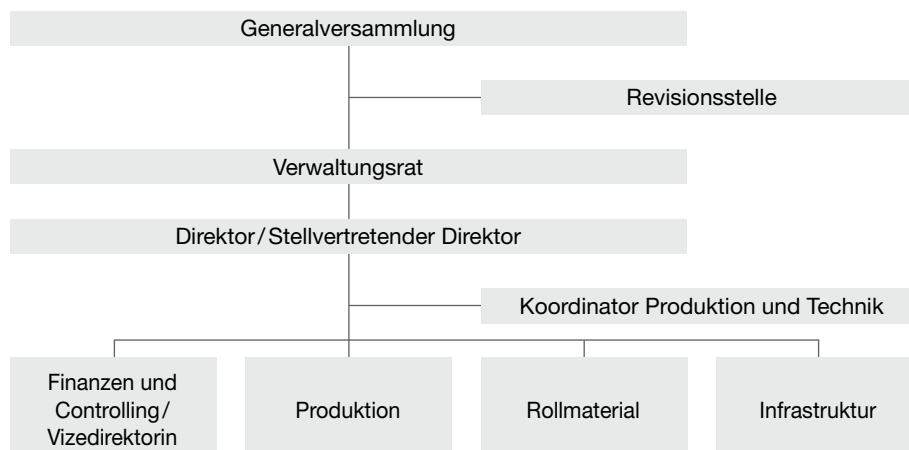 Generalversammlung
Revisionsstelle
Verwaltungsrat
Direktor/Stellvertretender Direktor
Koordinator Produktion und Technik
Finanzen und
Controlling/
Vizedirektorin
Produktion
Rollmaterial
Infrastruktur